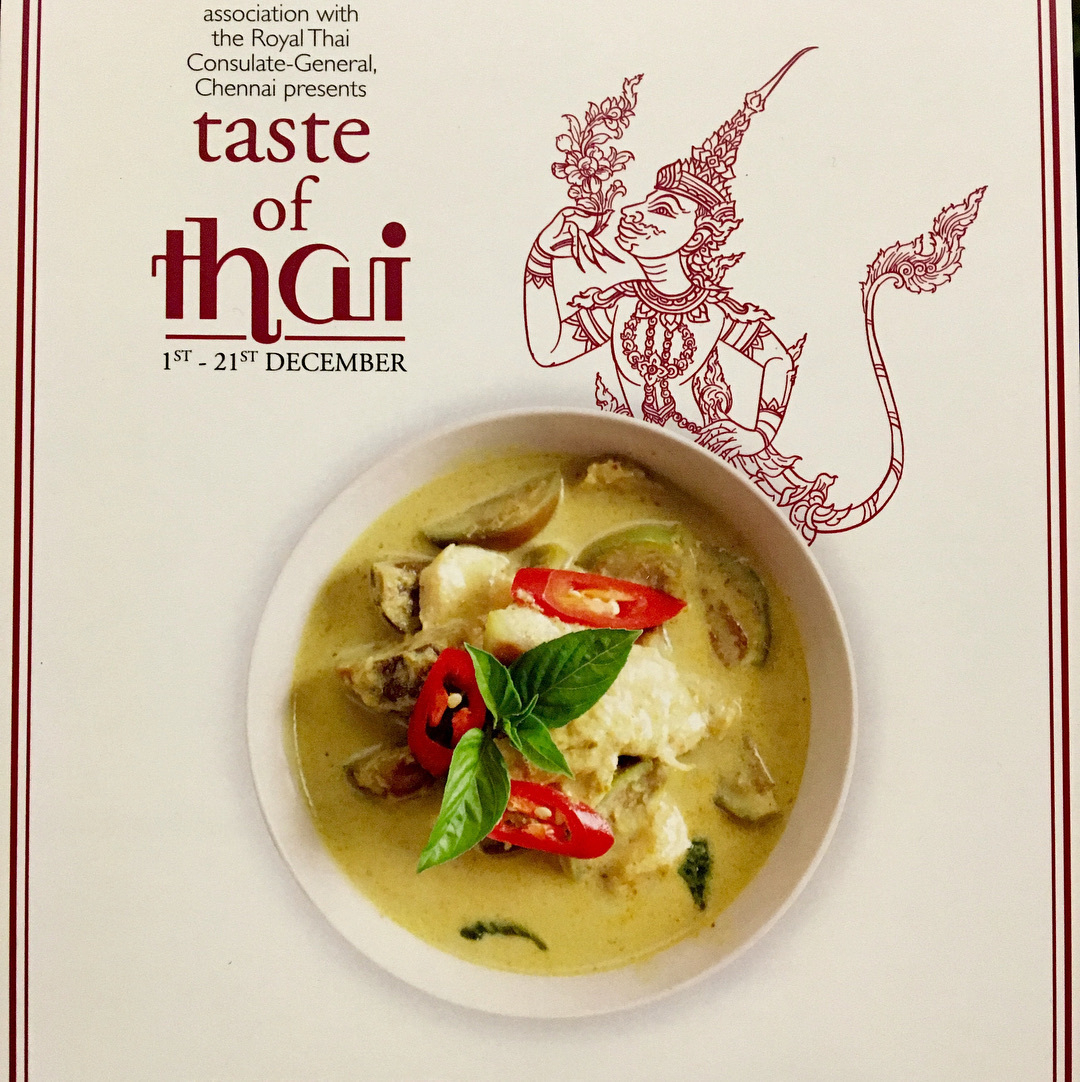 association with
the Royal Thai
Consulate-General,
Chennai presents
taste
of
thai
1ST - 21ST DECEMBER